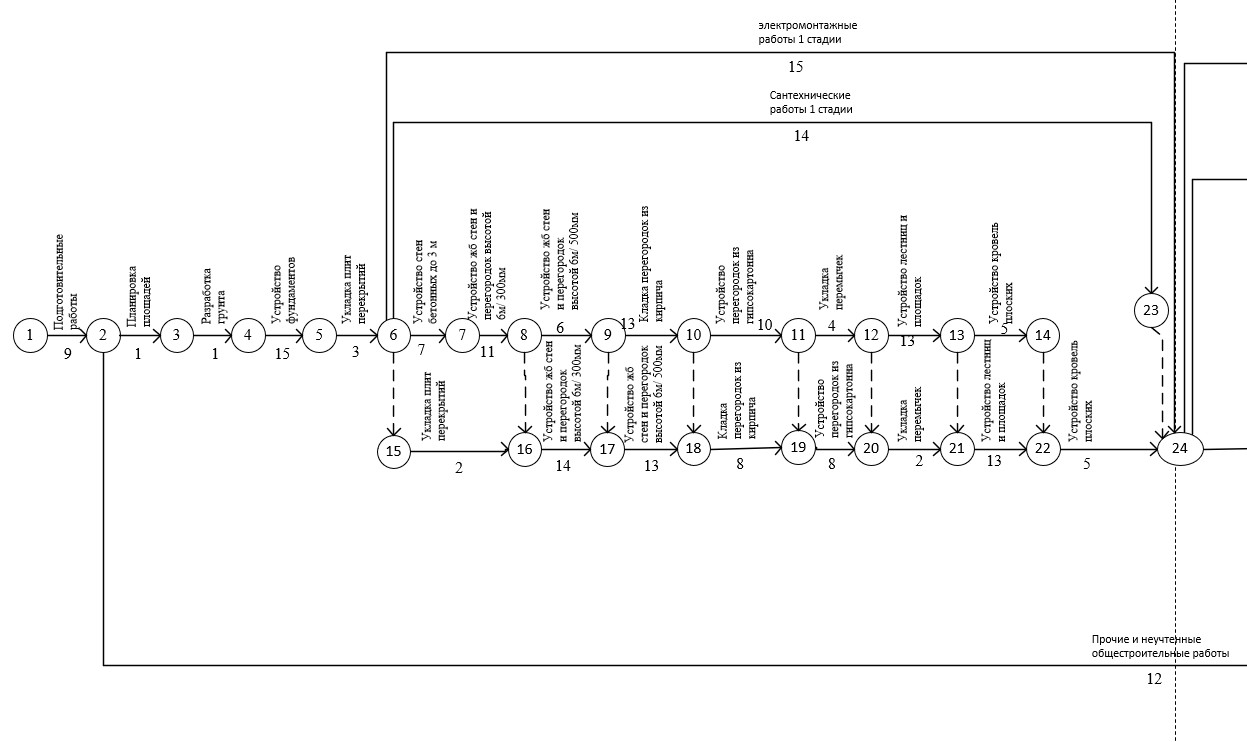 электромонтажные
работы 1 стадии
15
Сантехнические
работы 1 стадии
14
Подготовительные
работы
Планировка
площадей
Разработка
грунта
Устройство
фундаментов
Укладка плит
перекрытий
Устройство стен
бетонных до 3 м
Устройство жб стен и
перегородок высотой
6м/ 300мм
Устройство жб стен
и перегородок
высотой 6м/ 500мм
Кладка перегородок из
кирпича
Устройство
перегородок из
гипсокартонна
Укладка
перемычек
Устройство лестниц и
площадок
Устройство кровель
плоских
23
1
2
3
4
5
6
7
8
9
10
11
12
13
14
9
1
1
15
3
7
11
6
13
10
4
13
5
Укладка плит
перекрытий
Устройство жб стен
и перегородок
высотой 6м/ 300мм
Устройство жб
стен и перегородок
высотой 6м/ 500мм
Кладка
перегородок из
кирпича
Устройство
перегородок из
гипсокартонна
Укладка
перемычек
Устройство лестниц
и площадок
Устройство кровель
плоских
15
16
17
18
19
20
21
22
24
2
14
13
8
8
2
13
5
Прочие и неучтенные
общестроительные работы
12